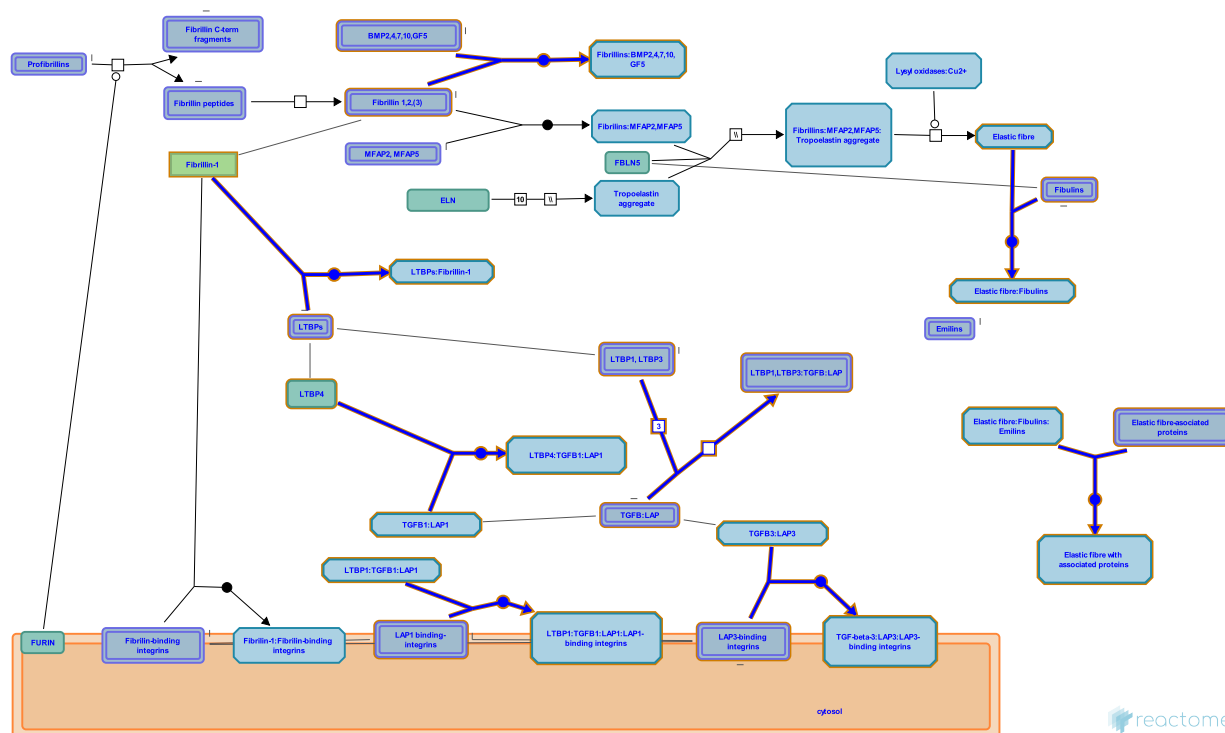 Fibrillin C-term
fragments
Profibrillins
Fibrillin peptides
BMP2,4,7,10,GF5
Fibrillins:BMP2,4,7,10,
GF5
Fibrillin 1,2,(3)
MFAP2, MFAP5
Fibrilins:MFAP2,MFAP5
Lysyl oxidases:Cu2+
Fibrillins:MFAP2,MFAP5:
Tropoelastin aggregate
\\
Elastic fibre
FBLN5
Fibrillin-1
ELN
10
\\
Tropoelastin
aggregate
Fibulins
LTBPs:Fibrillin-1
Elastic fibre:Fibulins
LTBPs
Emilins
LTBP1, LTBP3
LTBP1,LTBP3:TGFB:LAP
LTBP4
3
Elastic fibre:Fibulins:
Emilins
Elastic fibre-asociated
proteins
LTBP4:TGFB1:LAP1
TGFB:LAP
TGFB1:LAP1
TGFB3:LAP3
Elastic fibre with
associated proteins
LTBP1:TGFB1:LAP1
FURIN
Fibrilin-binding
integrins
Fibrilin-1:Fibrilin-binding
integrins
LAP1 binding-
integrins
LTBP1:TGFB1:LAP1:LAP1-
binding integrins
LAP3-binding
integrins
TGF-beta-3:LAP3:LAP3-
binding integrins
cytosol
reactome